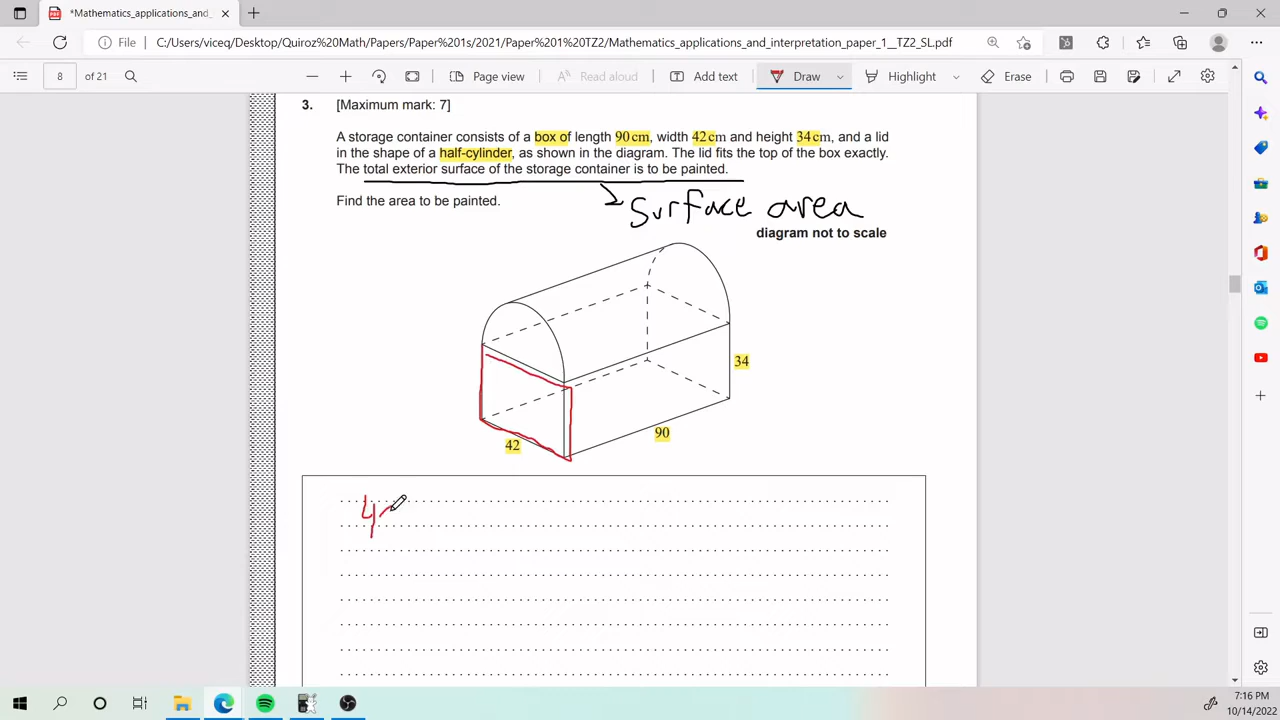 *Mathematics_applications_and_
File
C:/Users/viceq/Desktop/Quiroz%20Math/Papers/Paper%201s/2021/Paper%201%20TZ2/Mathematics_applications_and_interpretation_paper_1__TZ2_SL.pdf
8 of 21
Page view
Read aloud
Add text
Draw
Highlight
Erase
3. [Maximum mark: 7]
A storage container consists of a box of length 90 cm, width 42 cm and height 34 cm, and a lid
in the shape of a half-cylinder, as shown in the diagram. The lid fits the top of the box exactly.
The total exterior surface of the storage container is to be painted.
Find the area to be painted.
Surface area
diagram not to scale
34
90
42
4
7:16 PM
10/14/2022